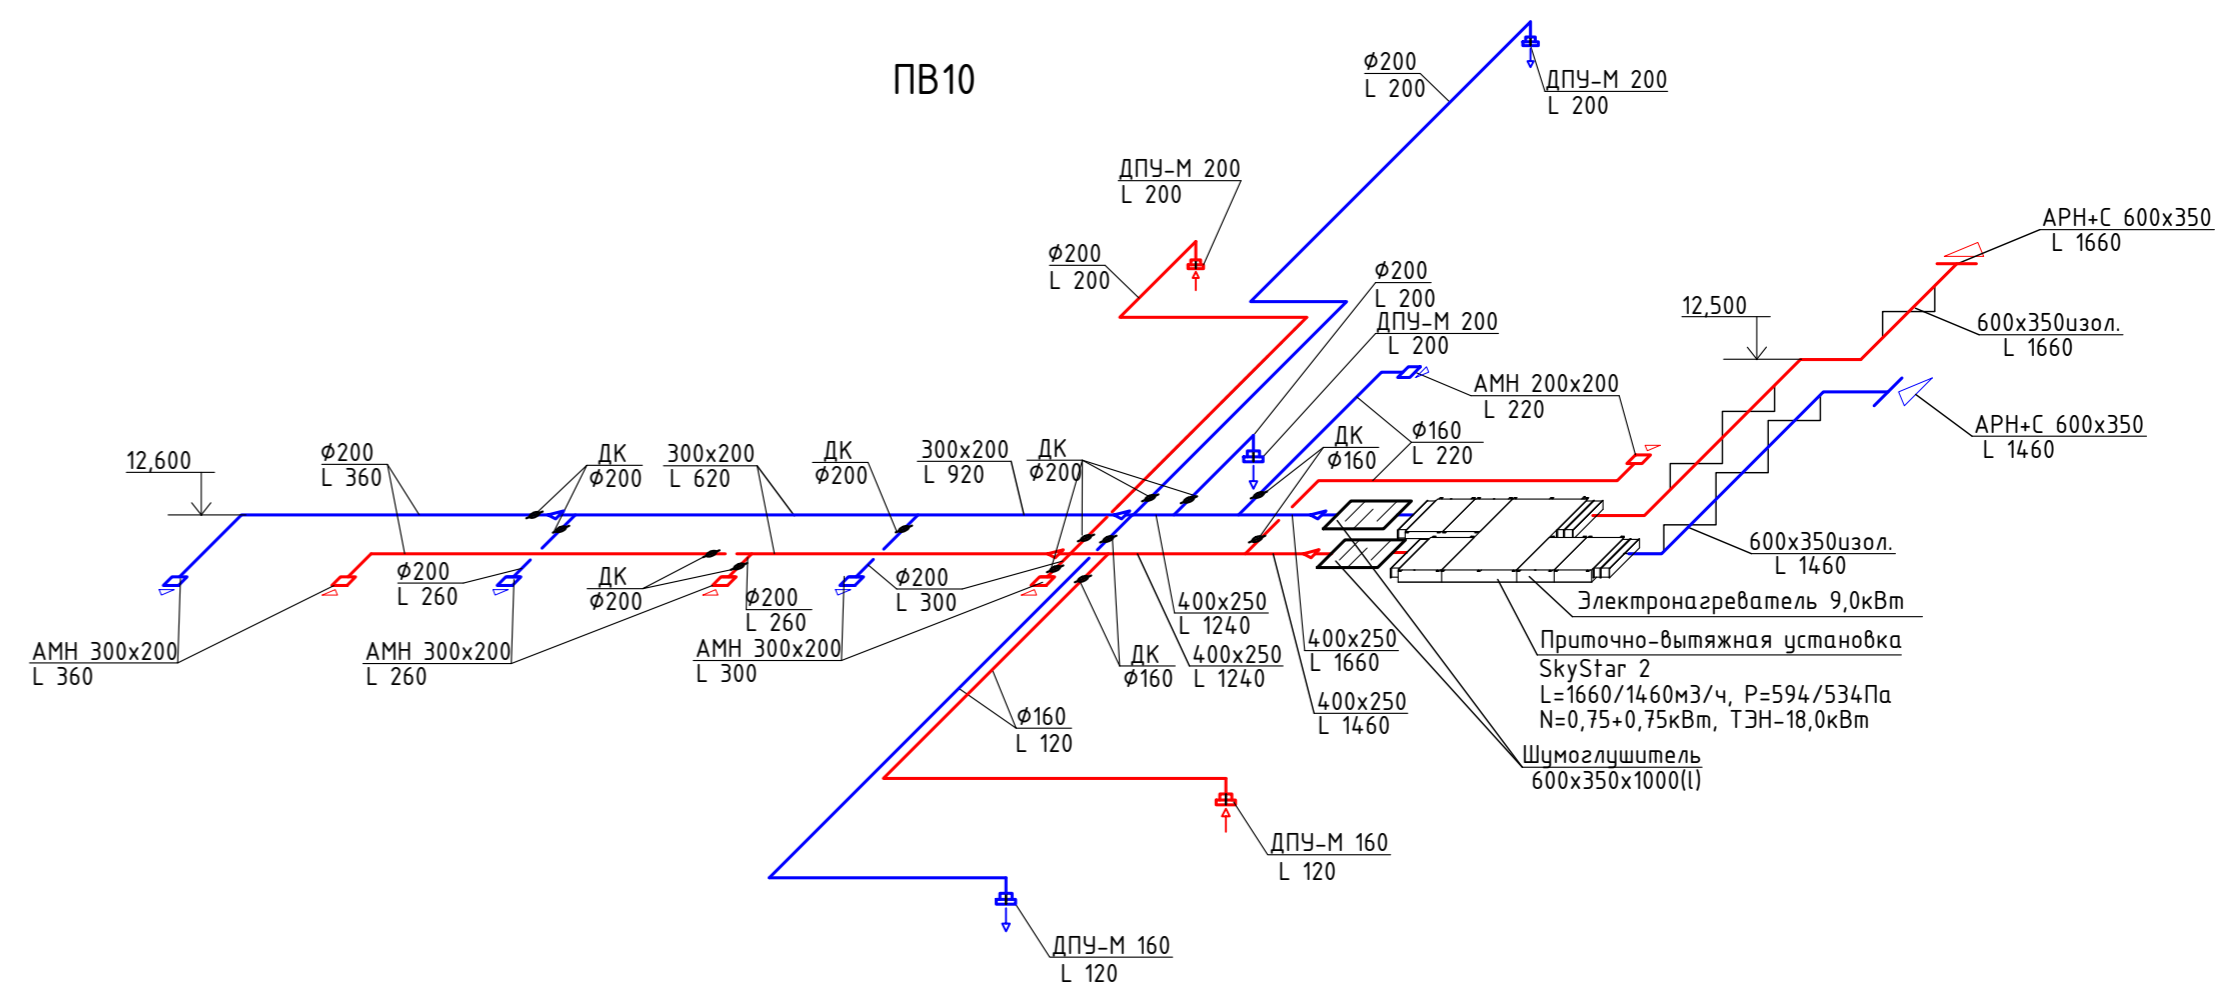 ПВ10
Ф200
L 200
ДПУ-М 200
L 200
ДПУ-М 200
L 200
Ф200
L 200
Ф200
L 200
ДПУ-М 200
L 200
АРН+С 600х350
L 1660
12,500
600х350изол.
L 1660
АМН 200х200
L 220
АРН+С 600х350
L 1460
Ф160
L 220
ДК
Ф160
12,600
Ф200
L 360
ДК
Ф200
300х200
L 620
ДК
Ф200
300х200
L 920
ДК
Ф200
600х350изол.
L 1460
Ф200
L 260
ДК
Ф200
Ф200
L 260
Ф200
L 300
400х250
L 1240
400х250
L 1660
Электронагреватель 9,0кВт
АМН 300х200
L 360
АМН 300х200
L 260
АМН 300х200
L 300
ДК
Ф160
400х250
L 1240
400х250
L 1460
Приточно-вытяжная установка
SkyStar 2
L=1660/1460м3/ч, Р=594/534Па
N=0,75+0,75кВт, ТЭН-18,0кВт
Ф160
L 120
Шумоглушитель
600х350х1000(l)
ДПУ-М 160
L 120
ДПУ-М 160
L 120